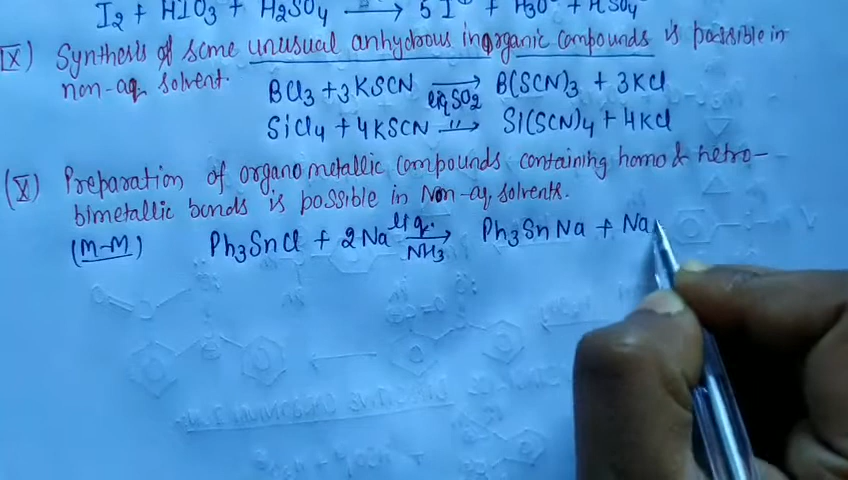 I2 + HIO3 + H2SO4 ⟶ 5 I⊕ + H3O⊕ + HSO4
IX) Synthesis of some unusual anhydrous inorganic compounds is possible in
non-aq. solvent.
BCl3 + 3KSCN ⟶ B(SCN)3 + 3KCl
liq SO2
SiCl4 + 4KSCN ⟶ Si(SCN)4 + 4KCl
"
(X) Preparation of organometallic compounds containing homo & hetro-
bimetallic bonds is possible in Non-aq solvents.
(M-M) Ph3SnCl + 2Na ⟶ Ph3SnNa + Na
liq.
NH3